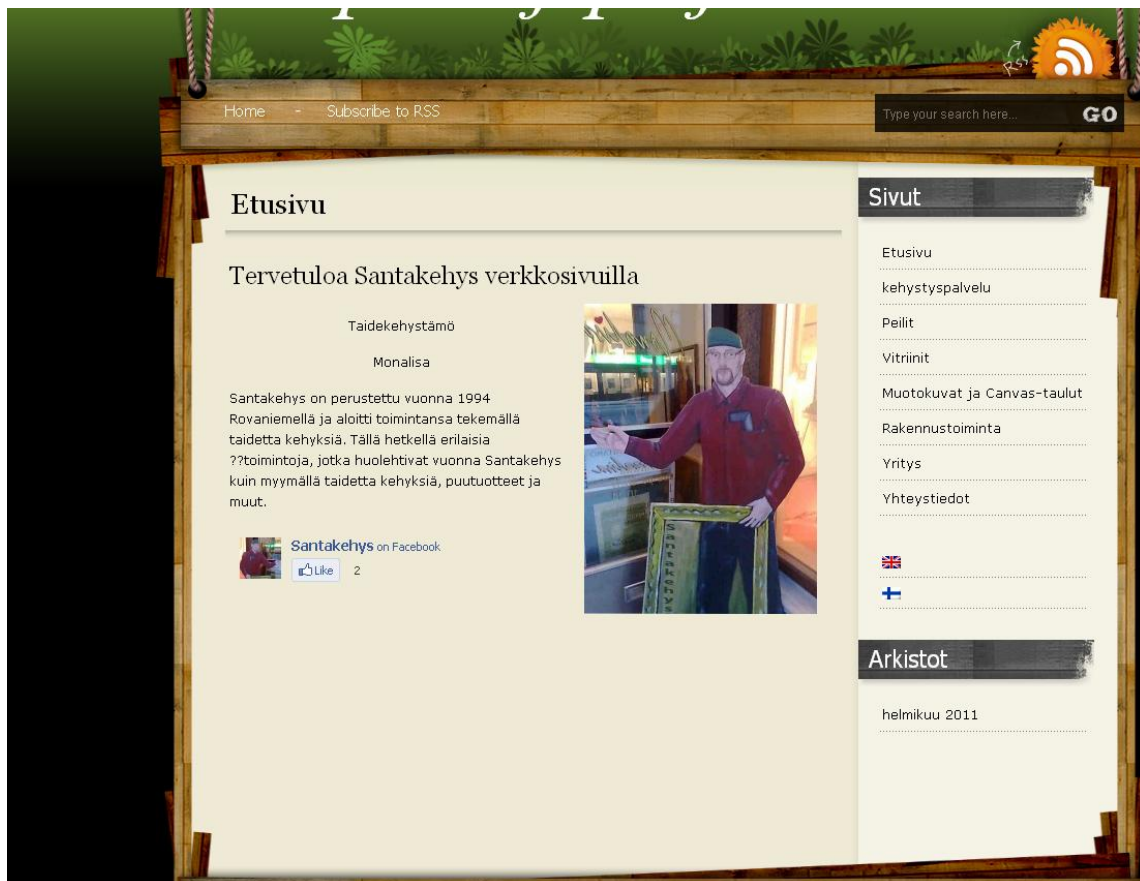 Rss
Home - Subscribe to RSS
Type your search here...
GO
Etusivu
Tervetuloa Santakehys verkkosivuilla
Taidekehystämö
Monalisa
Santakehys on perustettu vuonna 1994
Rovaniemellä ja aloitti toimintansa tekemällä
taidetta kehyksiä. Tällä hetkellä erilaisia
??toimintoja, jotka huolehtivat vuonna Santakehys
kuin myymällä taidetta kehyksiä, puutuotteet ja
muut.
Santakehys on Facebook
Like 2
Santakehys
Sivut
Etusivu
kehystyspalvelu
Peilit
Vitriinit
Muotokuvat ja Canvas-taulut
Rakennustoiminta
Yritys
Yhteystiedot
Arkistot
helmikuu 2011